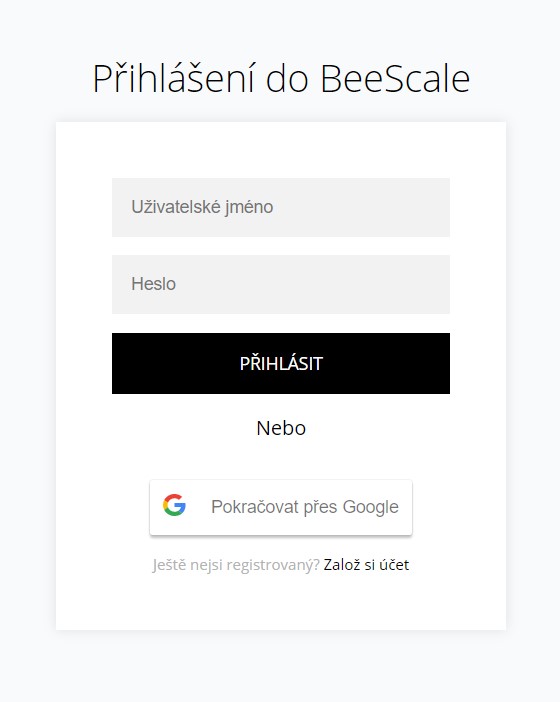 Přihlášení do BeeScale
Uživatelské jméno
Heslo
PŘIHLÁSIT
Nebo
Pokračovat přes Google
Ještě nejsi registrovaný? Založ si účet